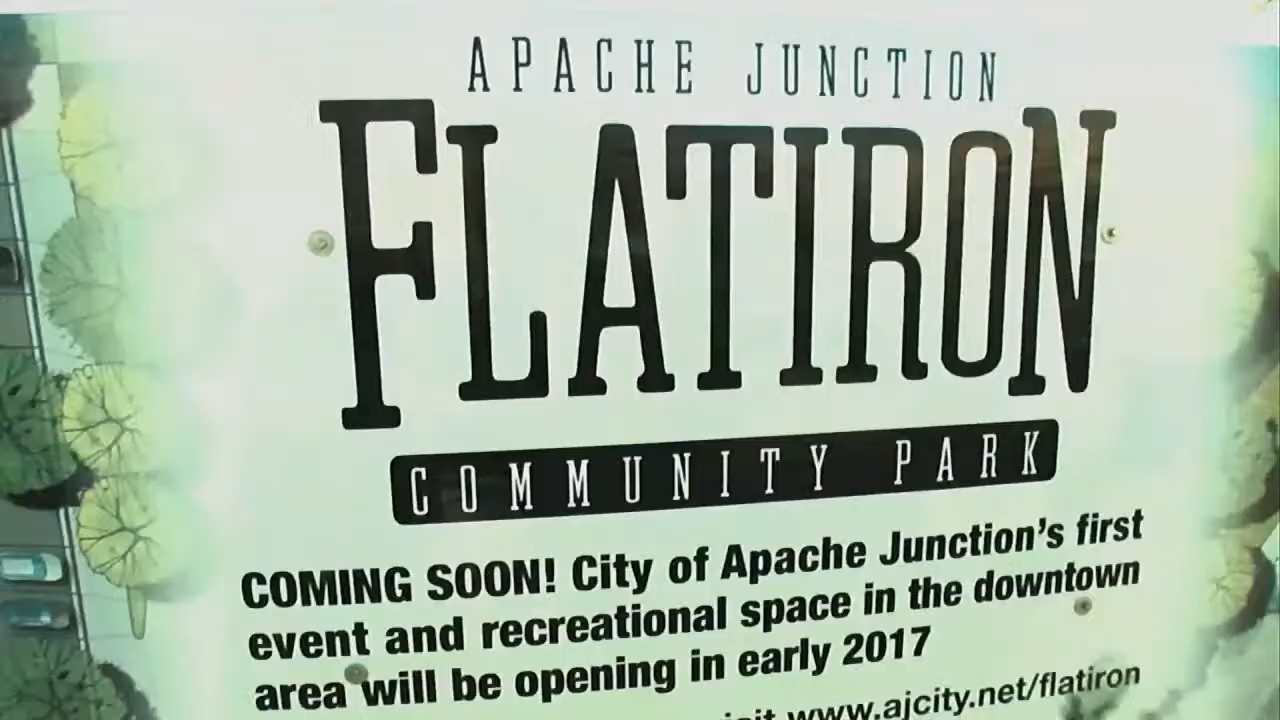 APACHE JUNCTION
FLATIRON
COMMUNITY PARK
COMING SOON! City of Apache Junction's first
event and recreational space in the downtown
area will be opening in early 2017
www.ajcity.net/flatiron